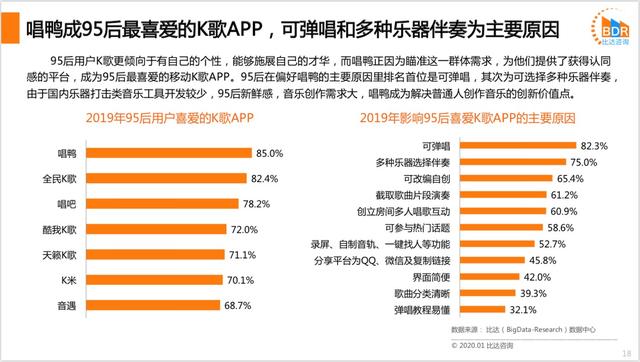 唱鸭成95后最喜爱的K歌APP，可弹唱和多种乐器伴奏为主要原因
BDR
比达咨询
95后用户K歌更倾向于有自己的个性，能够施展自己的才华，而唱鸭正因为瞄准这一群体需求，为他们提供了获得认同
感的平台，成为95后最喜爱的移动K歌APP。95后在偏好唱鸭的主要原因里排名首位是可弹唱，其次为可选择多种乐器伴奏，
由于国内乐器打击类音乐工具开发较少，95后新鲜感，音乐创作需求大，唱鸭成为解决普通人创作音乐的创新价值点。
2019年95后用户喜爱的K歌APP
唱鸭 85.0%
全民K歌 82.4%
唱吧 78.2%
酷我K歌 72.0%
天籁K歌 71.1%
K米 70.1%
音遇 68.7%
2019年影响95后喜爱K歌APP的主要原因
可弹唱 82.3%
多种乐器选择伴奏 75.0%
可改编自创 65.4%
截取歌曲片段演奏 61.2%
创立房间多人唱歌互动 60.9%
可参与热门话题 58.6%
录屏、自制音轨、一键找人等功能 52.7%
分享平台为QQ、微信及复制链接 45.8%
界面简便 42.0%
歌曲分类清晰 39.3%
弹唱教程易懂 32.1%
数据来源： 比达（BigData-Research）数据中心
© 2020.01 比达咨询
18